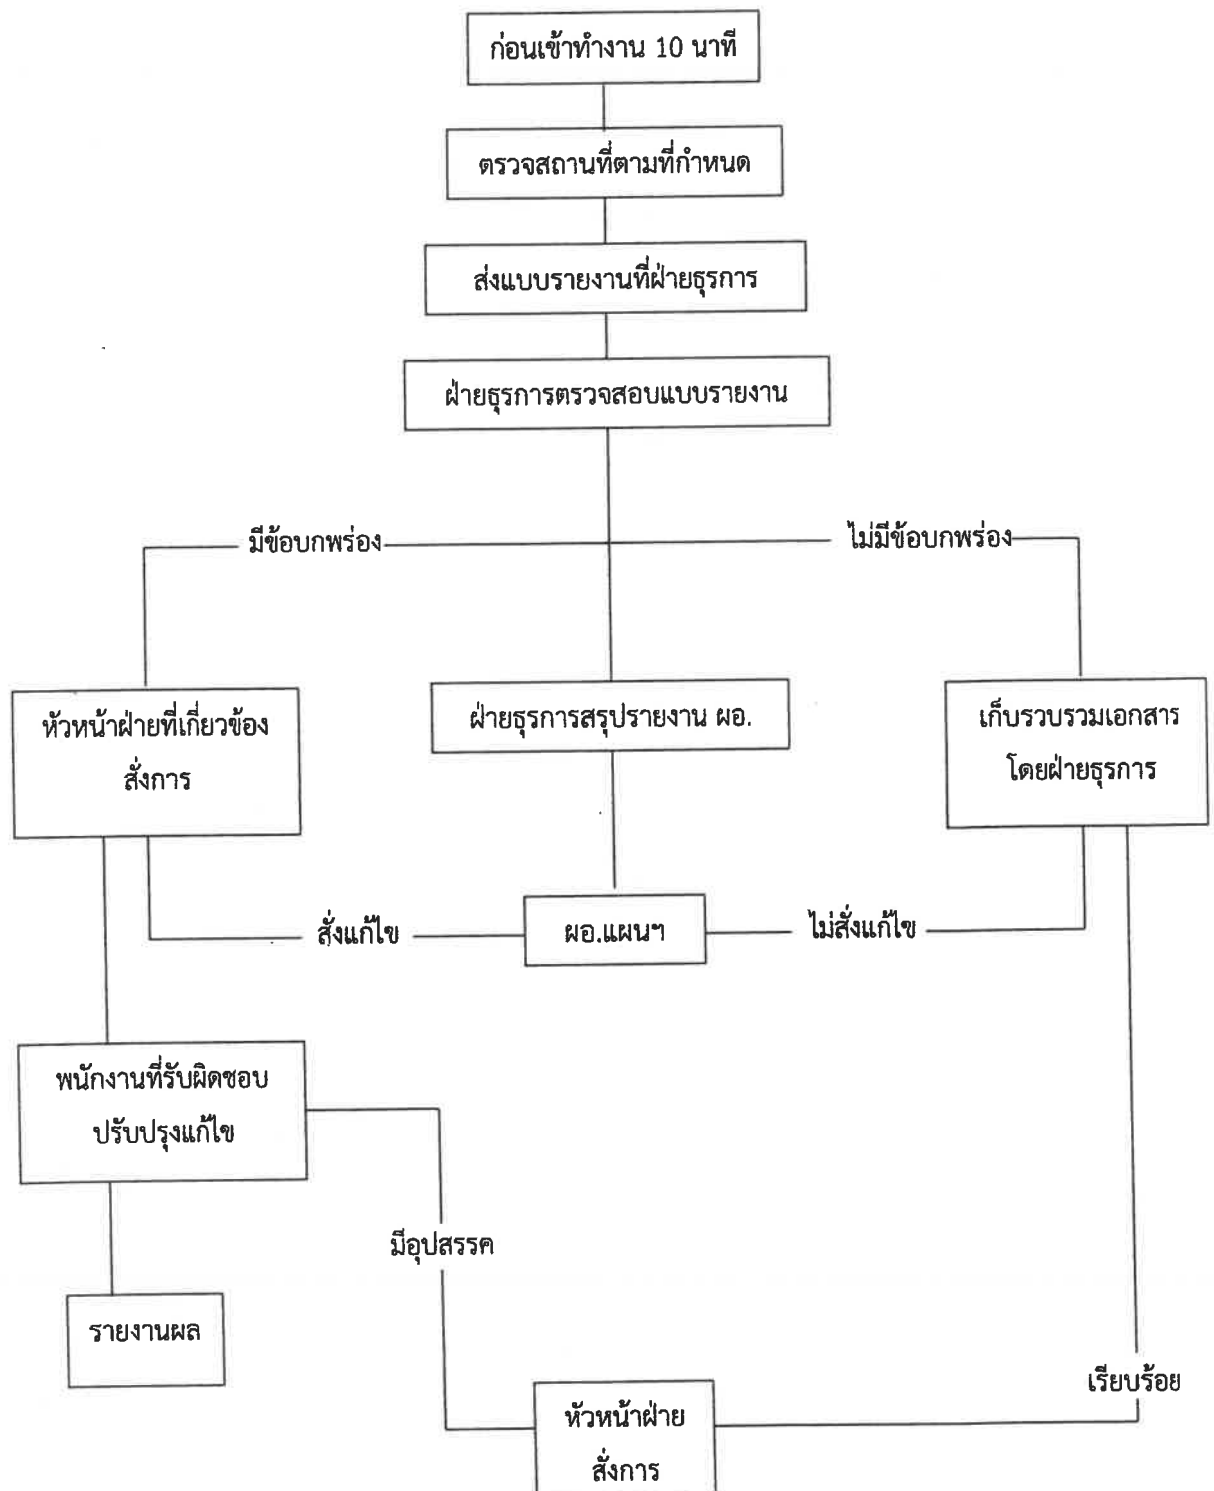 ก่อนเข้าทำงาน 10 นาที
ตรวจสถานที่ตามที่กำหนด
ส่งแบบรายงานที่ฝ่ายธุรการ
ฝ่ายธุรการตรวจสอบแบบรายงาน
มีข้อบกพร่อง
ไม่มีข้อบกพร่อง
หัวหน้าฝ่ายที่เกี่ยวข้อง
สั่งการ
ฝ่ายธุรการสรุปรายงาน ผอ.
เก็บรวบรวมเอกสาร
โดยฝ่ายธุรการ
สั่งแก้ไข
ผอ.แผนฯ
ไม่สั่งแก้ไข
พนักงานที่รับผิดชอบ
ปรับปรุงแก้ไข
มีอุปสรรค
รายงานผล
เรียบร้อย
หัวหน้าฝ่าย
สั่งการ